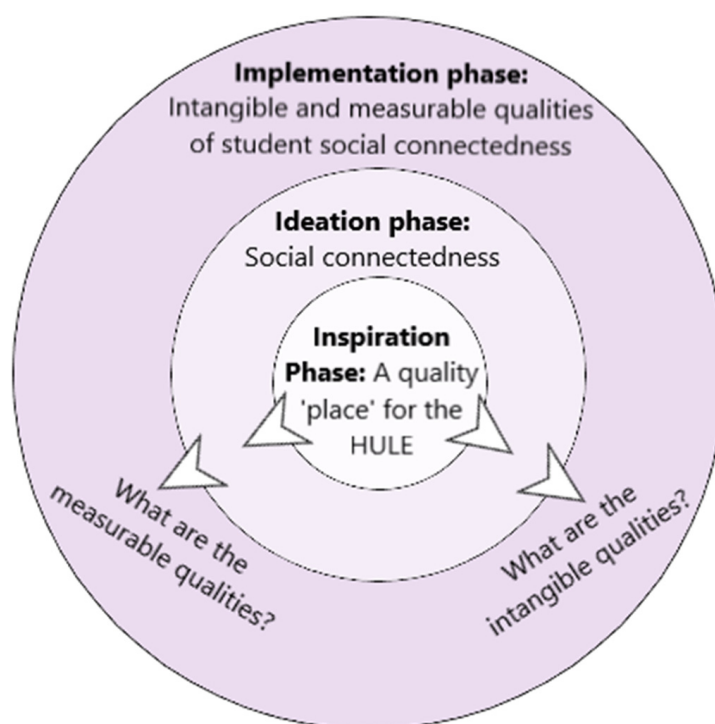 Implementation phase:
Intangible and measurable qualities
of student social connectedness
Ideation phase:
Social connectedness
Inspiration
Phase: A quality
'place' for the
HULE
What are the
measurable qualities?
What are the
intangible qualities?